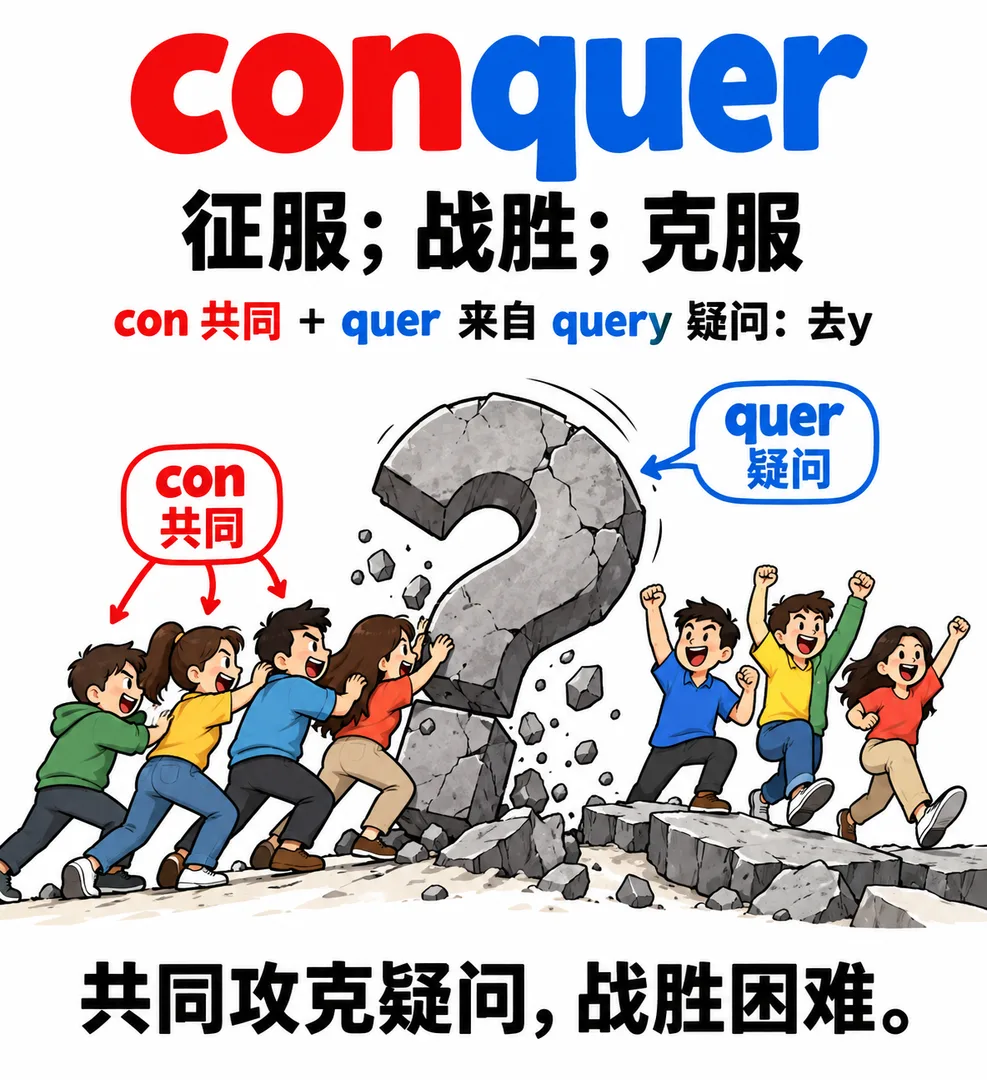 conquer
征服；战胜；克服
con 共同 + quer 来自 query 疑问：去y
quer
疑问
con
共同
共同攻克疑问，战胜困难。